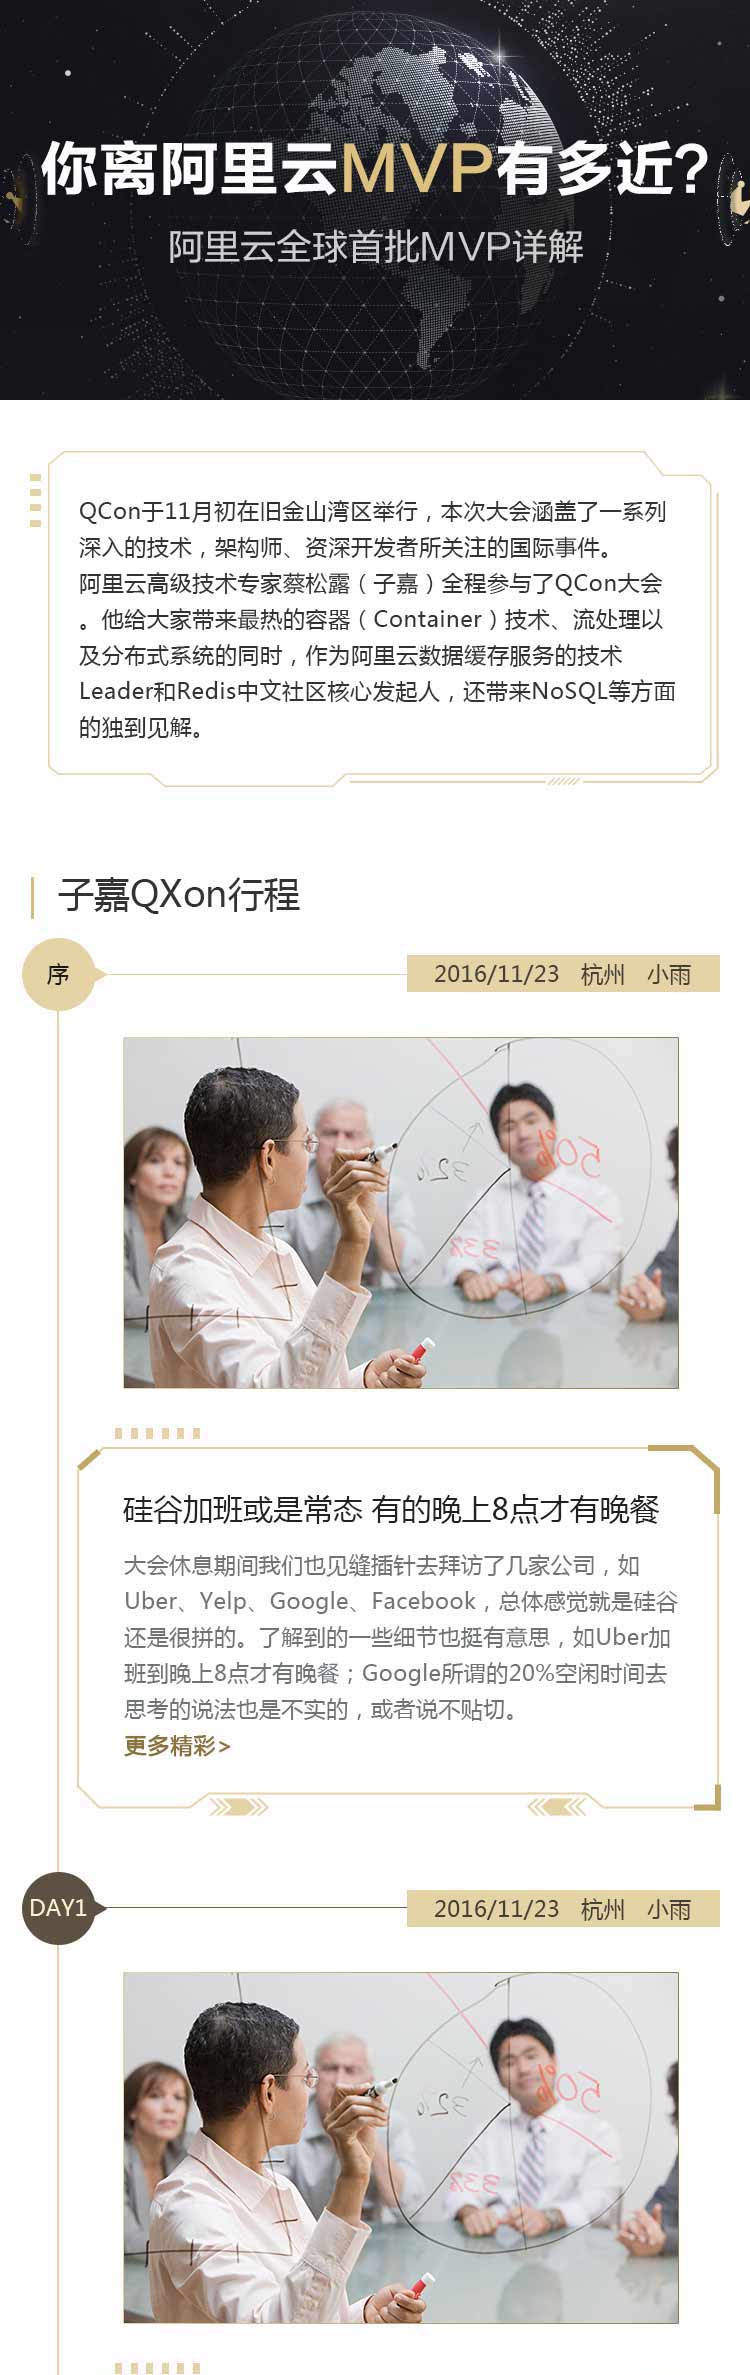 你离阿里云MVP有多近?
阿里云全球首批MVP详解
QCon于11月初在旧金山湾区举行，本次大会涵盖了一系列
深入的技术，架构师、资深开发者所关注的国际事件。
阿里云高级技术专家蔡松露（子嘉）全程参与了QCon大会
。他给大家带来最热的容器（Container）技术、流处理以
及分布式系统的同时，作为阿里云数据缓存服务的技术
Leader和Redis中文社区核心发起人，还带来NoSQL等方面
的独到见解。
子嘉QXon行程
序
2016/11/23 杭州 小雨
50%
32%
33%
硅谷加班或是常态 有的晚上8点才有晚餐
大会休息期间我们也见缝插针去拜访了几家公司，如
Uber、Yelp、Google、Facebook，总体感觉就是硅谷
还是很拼的。了解到的一些细节也挺有意思，如Uber加
班到晚上8点才有晚餐；Google所谓的20%空闲时间去
思考的说法也是不实的，或者说不贴切。
更多精彩>
DAY1
2016/11/23 杭州 小雨
50%
32%
33%